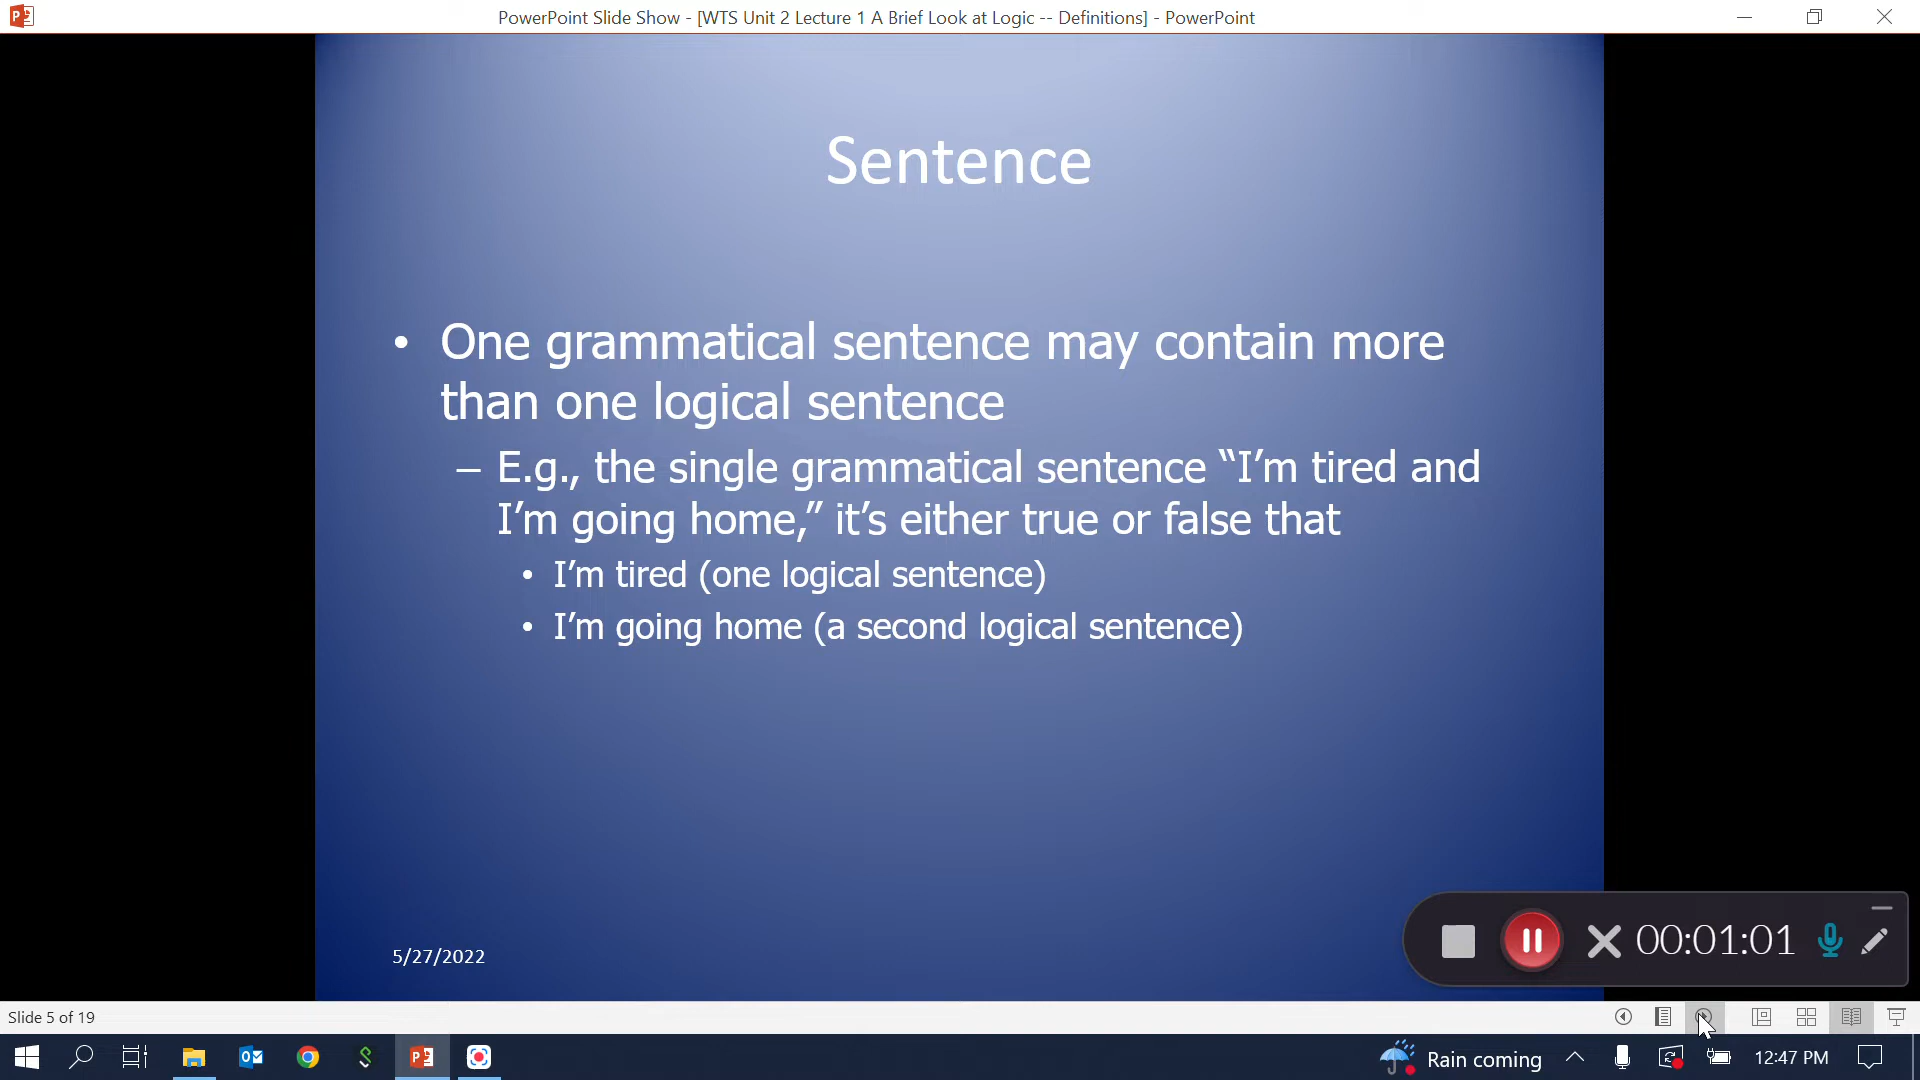 PowerPoint Slide Show - [WTS Unit 2 Lecture 1 A Brief Look at Logic -- Definitions] - PowerPoint
Sentence
• One grammatical sentence may contain more
than one logical sentence
– E.g., the single grammatical sentence “I’m tired and
I’m going home,” it’s either true or false that
• I’m tired (one logical sentence)
• I’m going home (a second logical sentence)
00:01:01
5/27/2022
Slide 5 of 19
Rain coming
12:47 PM